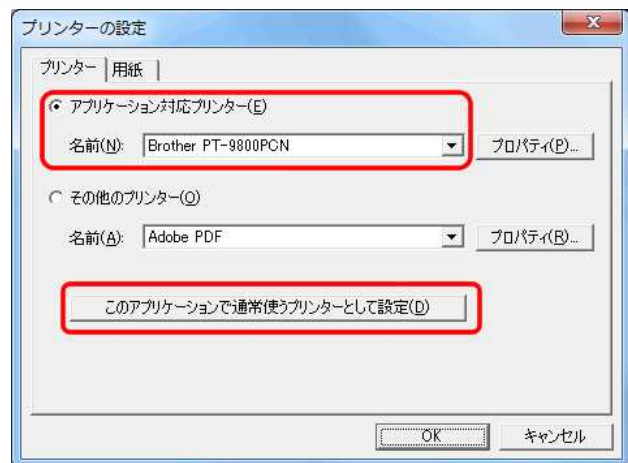 プリンターの設定
プリンター 用紙
アプリケーション対応プリンター(E)
名前(N): Brother PT-9800PCN プロパティ(P)...
その他のプリンター(O)
名前(A): Adobe PDF プロパティ(R)...
このアプリケーションで通常使うプリンターとして設定(D)
OK キャンセル